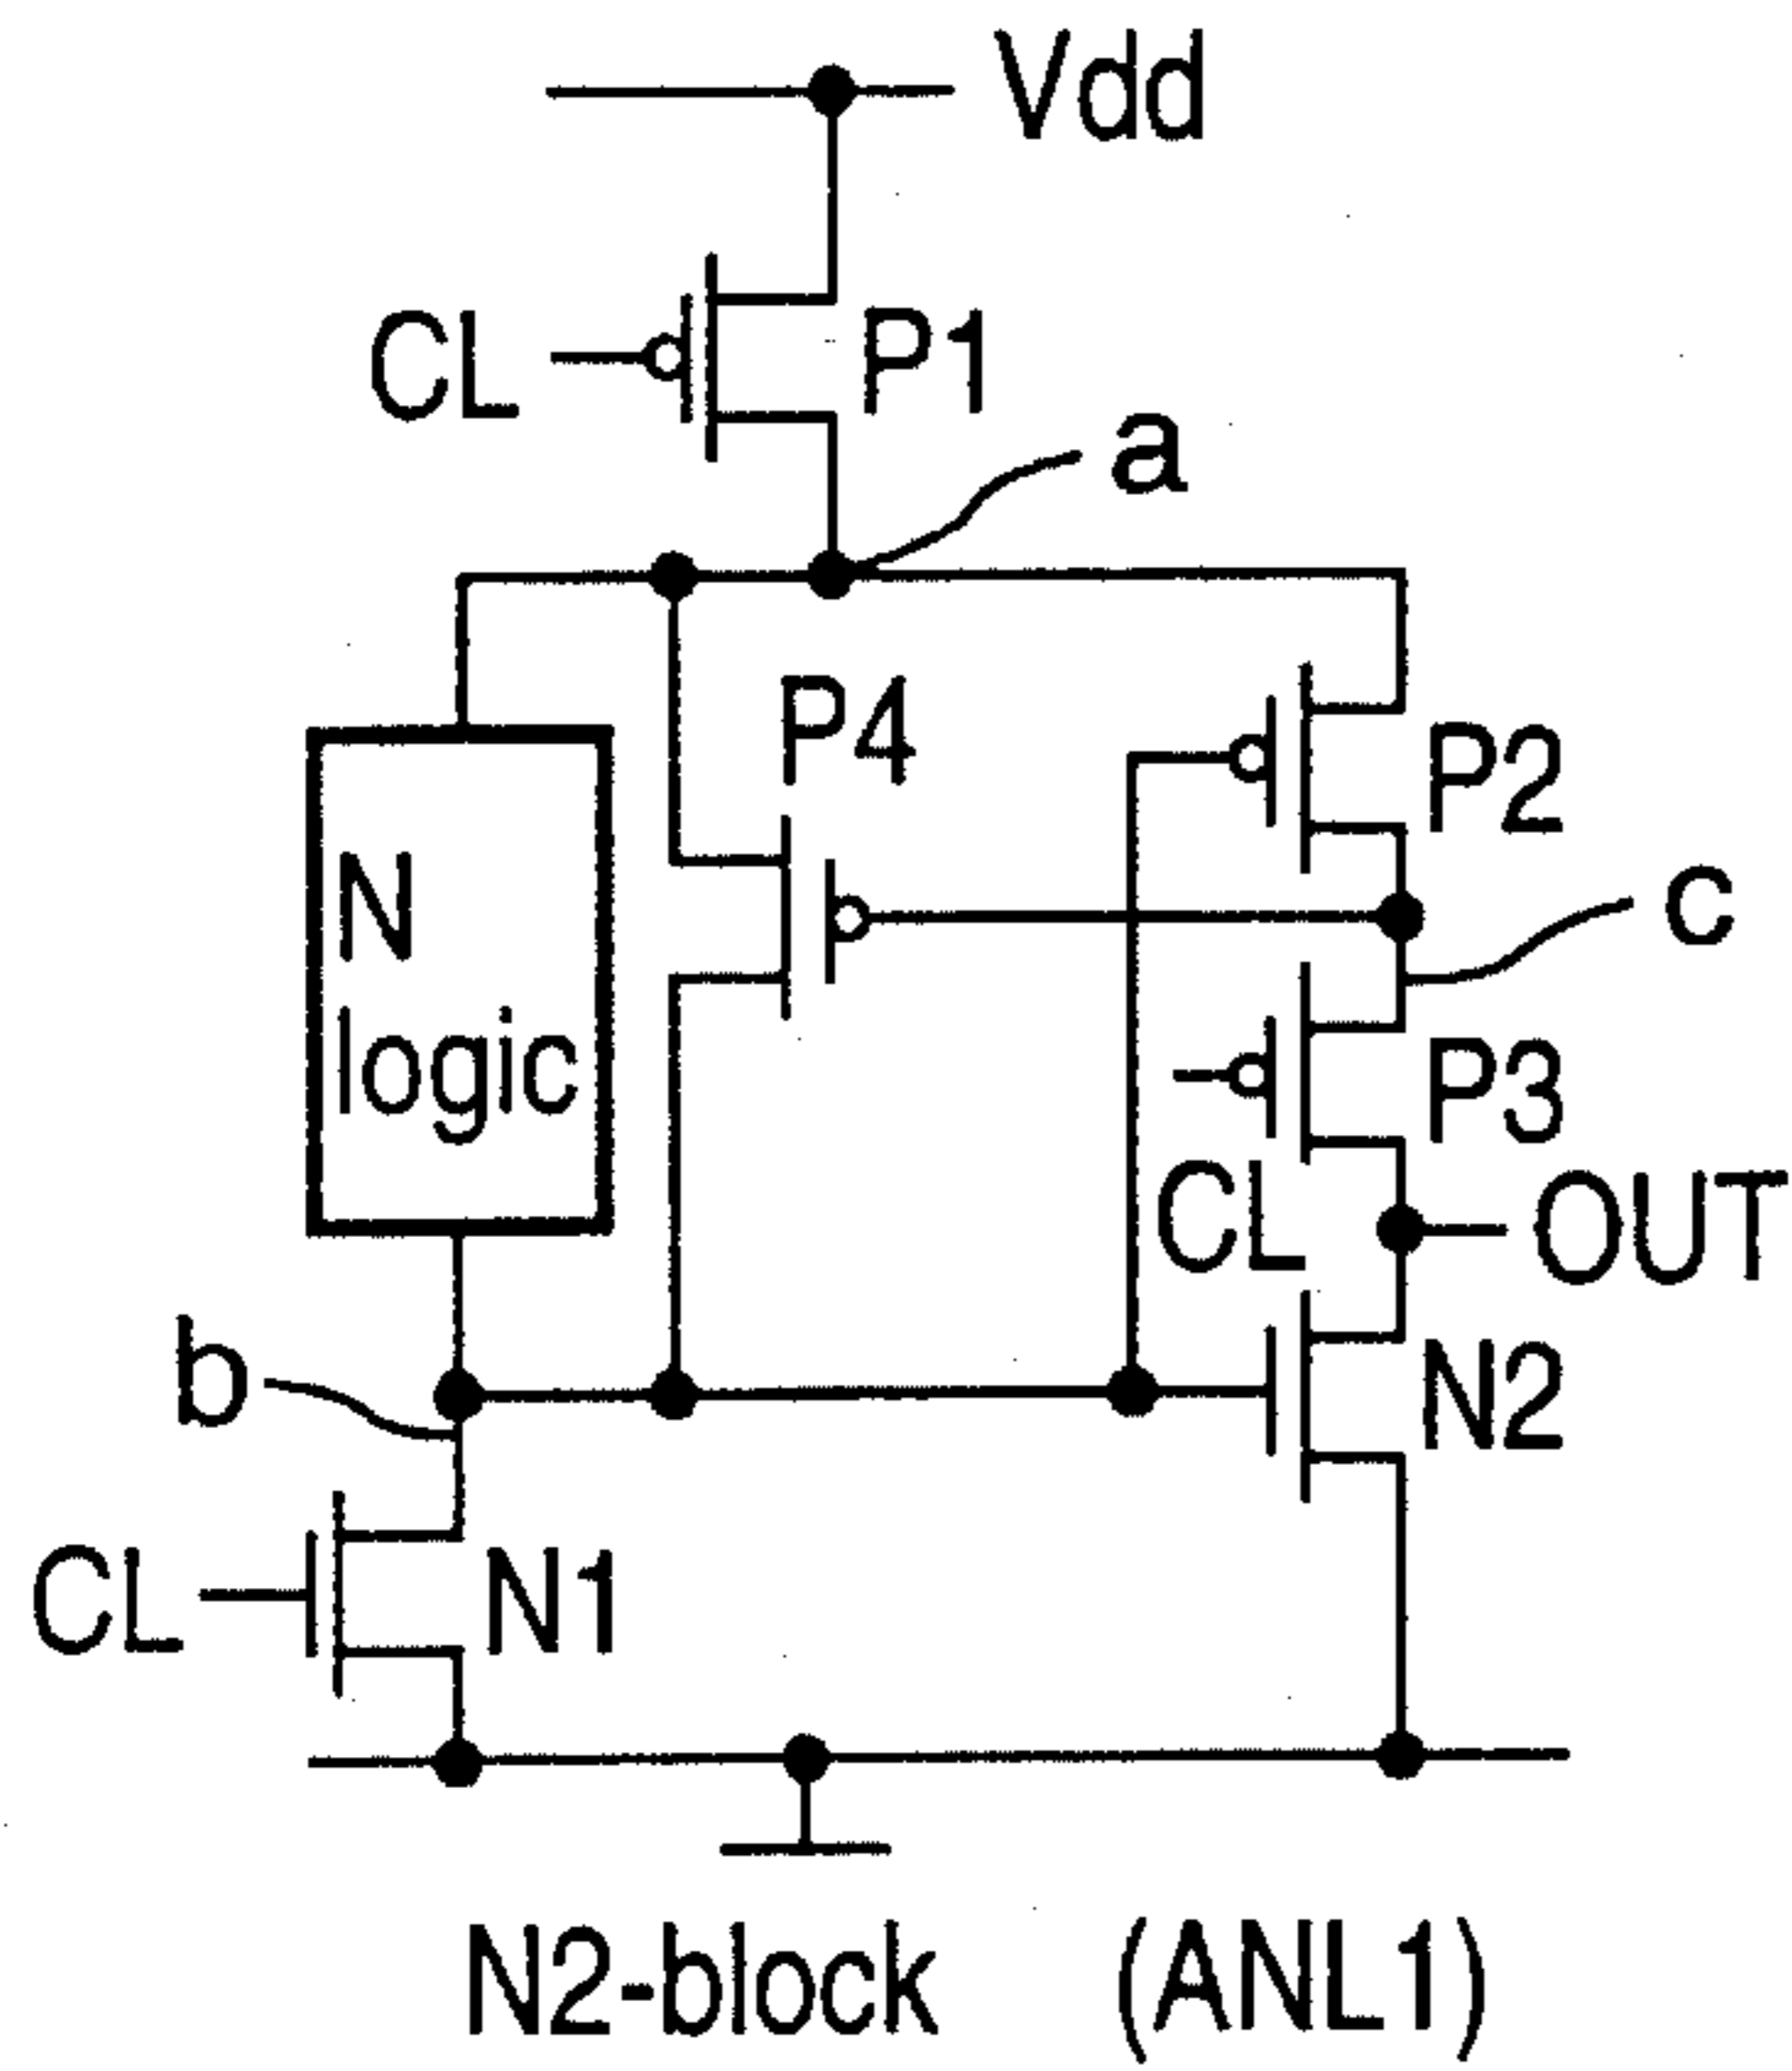 Vdd
CL
P1
a
P4
P2
N
logic
c
P3
CL
OUT
b
N2
CL
N1
N2-block (ANL1)